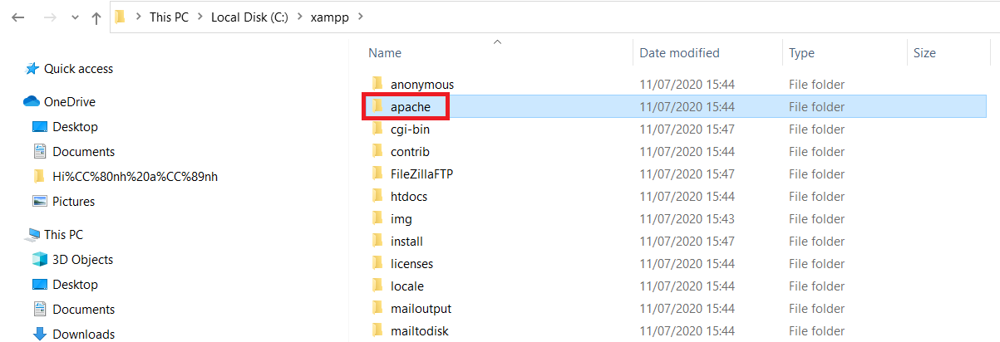 This PC > Local Disk (C:) > xampp >
Name Date modified Type Size
Quick access
OneDrive
Desktop
Documents
Hi%CC%80nh%20a%CC%89nh
Pictures
This PC
3D Objects
Desktop
Documents
Downloads
anonymous 11/07/2020 15:44 File folder
apache 11/07/2020 15:44 File folder
cgi-bin 11/07/2020 15:47 File folder
contrib 11/07/2020 15:44 File folder
FileZillaFTP 11/07/2020 15:47 File folder
htdocs 11/07/2020 15:44 File folder
img 11/07/2020 15:43 File folder
install 11/07/2020 15:47 File folder
licenses 11/07/2020 15:44 File folder
locale 11/07/2020 15:44 File folder
mailoutput 11/07/2020 15:44 File folder
mailtodisk 11/07/2020 15:44 File folder